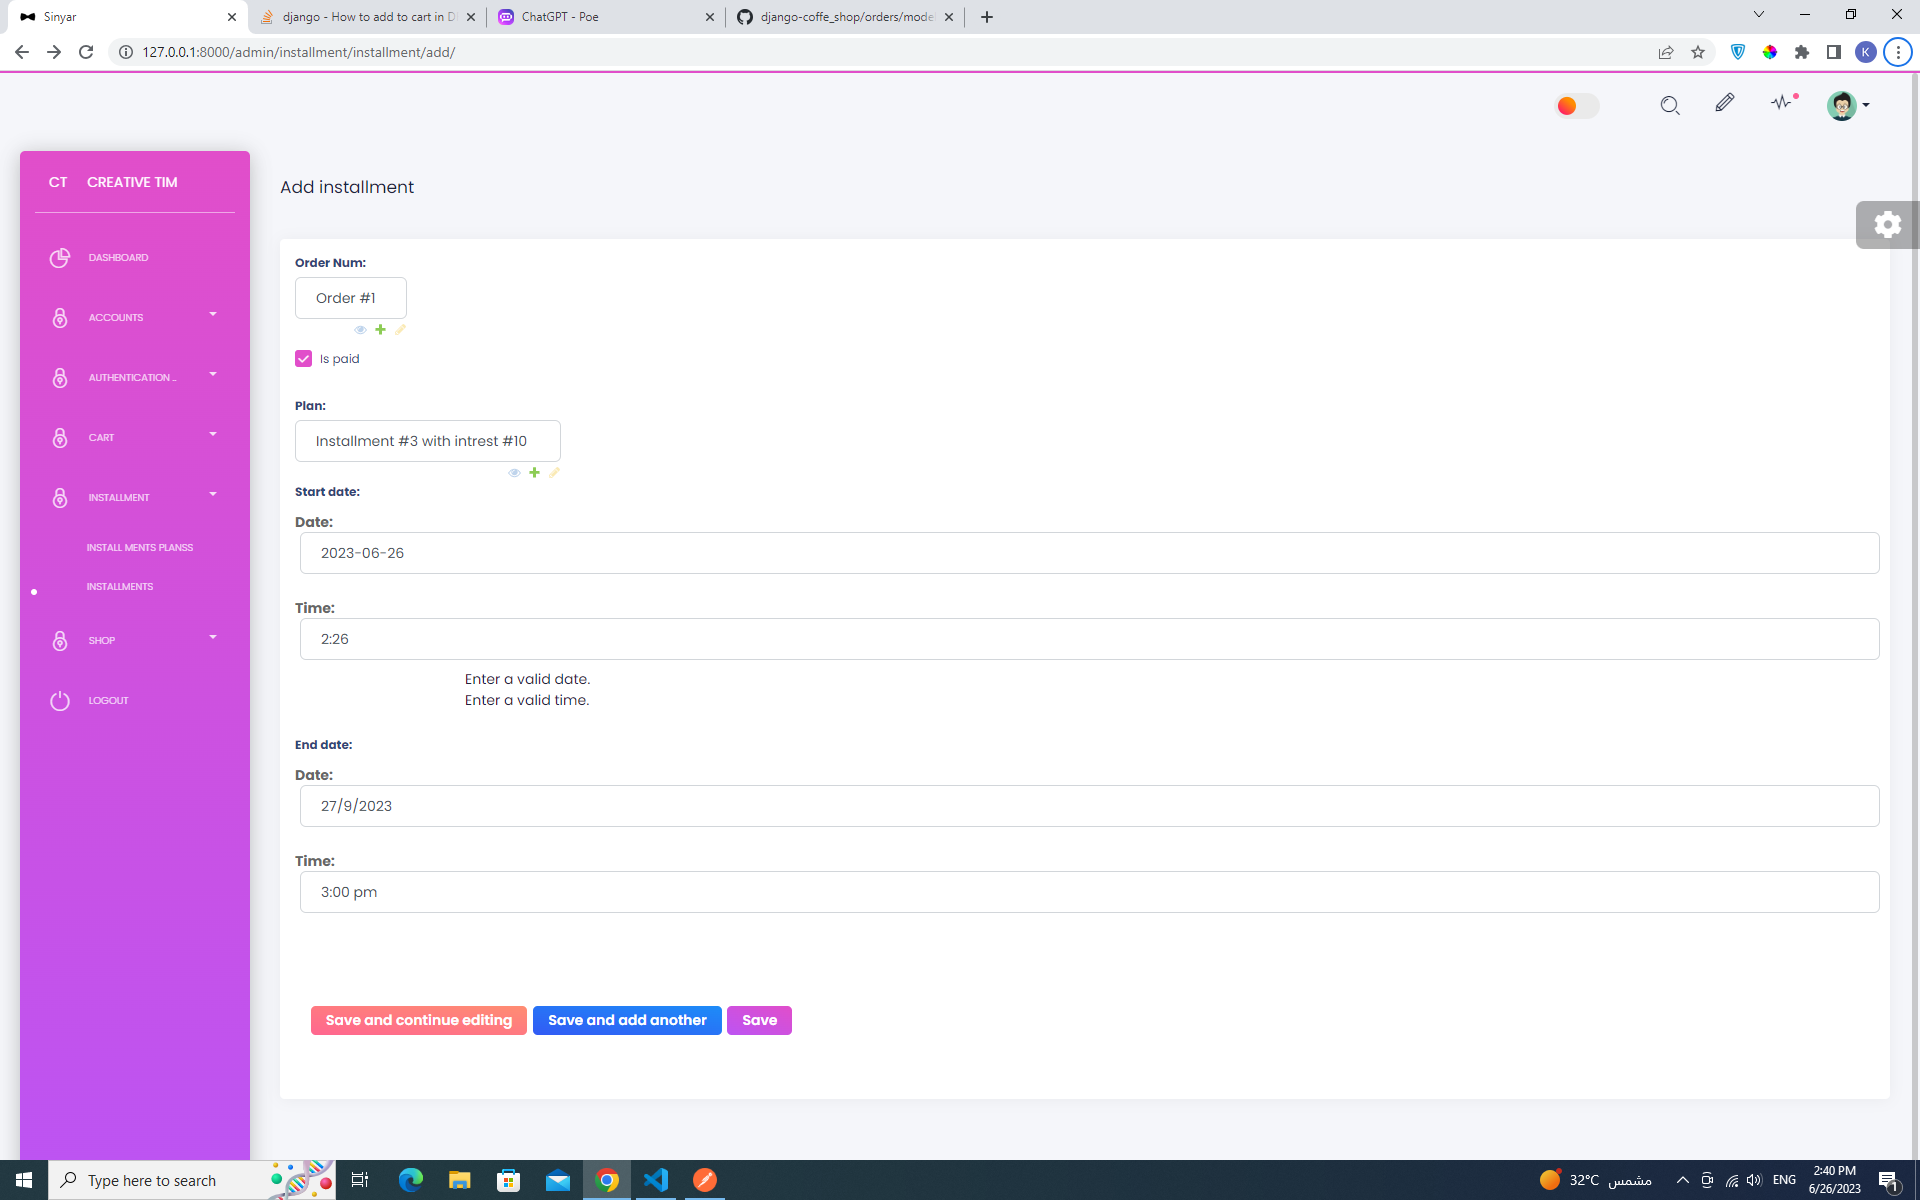 Sinyar
django - How to add to cart in D
ChatGPT - Poe
django-coffe_shop/orders/mode
127.0.0.1:8000/admin/installment/installment/add/
K
CT CREATIVE TIM
DASHBOARD
ACCOUNTS
AUTHENTICATION ...
CART
INSTALLMENT
INSTALL MENTS PLANSS
INSTALLMENTS
SHOP
LOGOUT
Add installment
Order Num:
Order #1
Is paid
Plan:
Installment #3 with intrest #10
Start date:
Date:
2023-06-26
Time:
2:26
Enter a valid date.
Enter a valid time.
End date:
Date:
27/9/2023
Time:
3:00 pm
Save and continue editing
Save and add another
Save
Type here to search
32°C مشمس
ENG
2:40 PM
6/26/2023
1